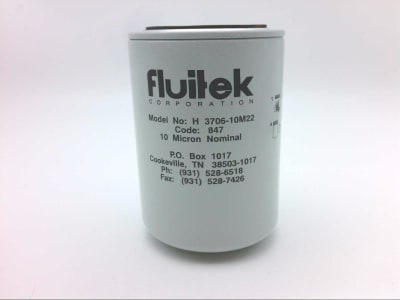 fluitek
CORPORATION
Model No: H 3706-10M22
Code: 847
10 Micron Nominal
P.O. Box 1017
Cookeville, TN 38503-1017
Ph: (931) 528-6518
Fax: (931) 528-7426